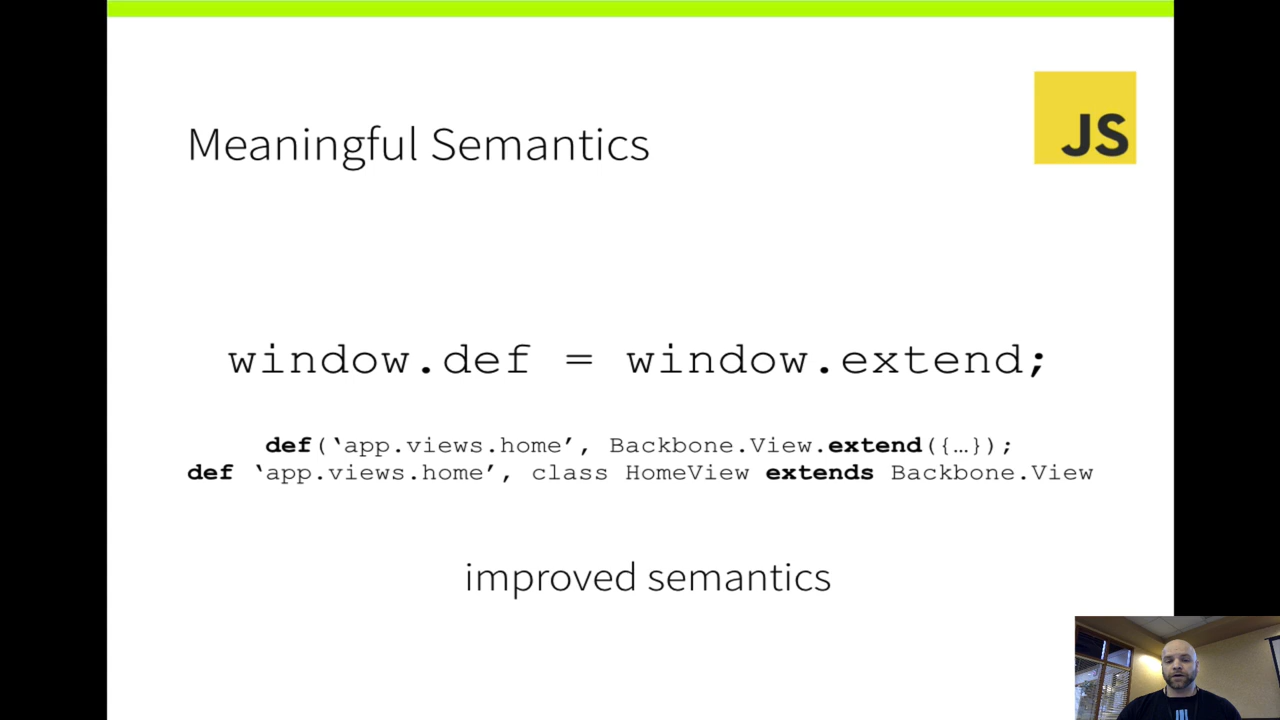 JS
Meaningful Semantics
window.def = window.extend;
def(‘app.views.home’, Backbone.View.extend({…});
def ‘app.views.home’, class HomeView extends Backbone.View
improved semantics